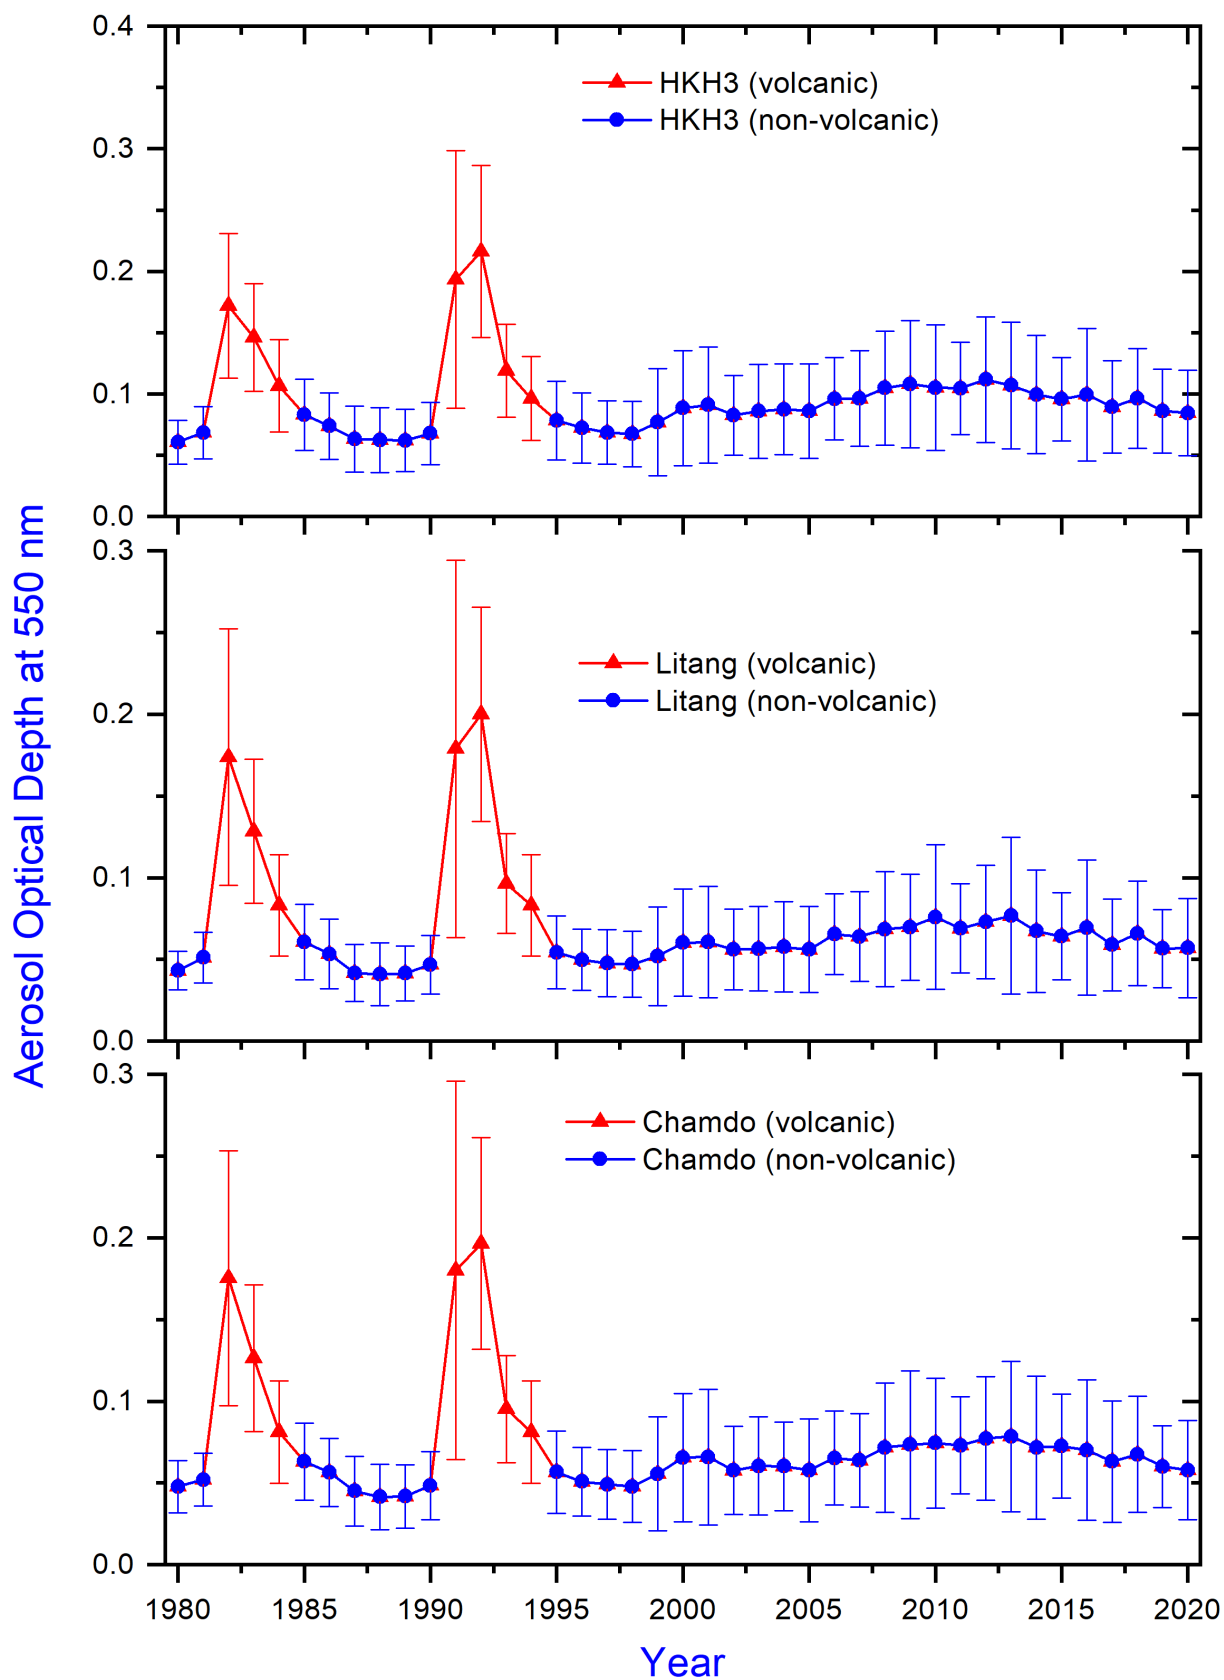 0.4
HKH3 (volcanic)
HKH3 (non-volcanic)
0.3
0.2
0.1
0.0
0.3
Litang (volcanic)
Litang (non-volcanic)
0.2
0.1
0.0
Aerosol Optical Depth at 550 nm
0.3
Chamdo (volcanic)
Chamdo (non-volcanic)
0.2
0.1
0.0
1980 1985 1990 1995 2000 2005 2010 2015 2020
Year